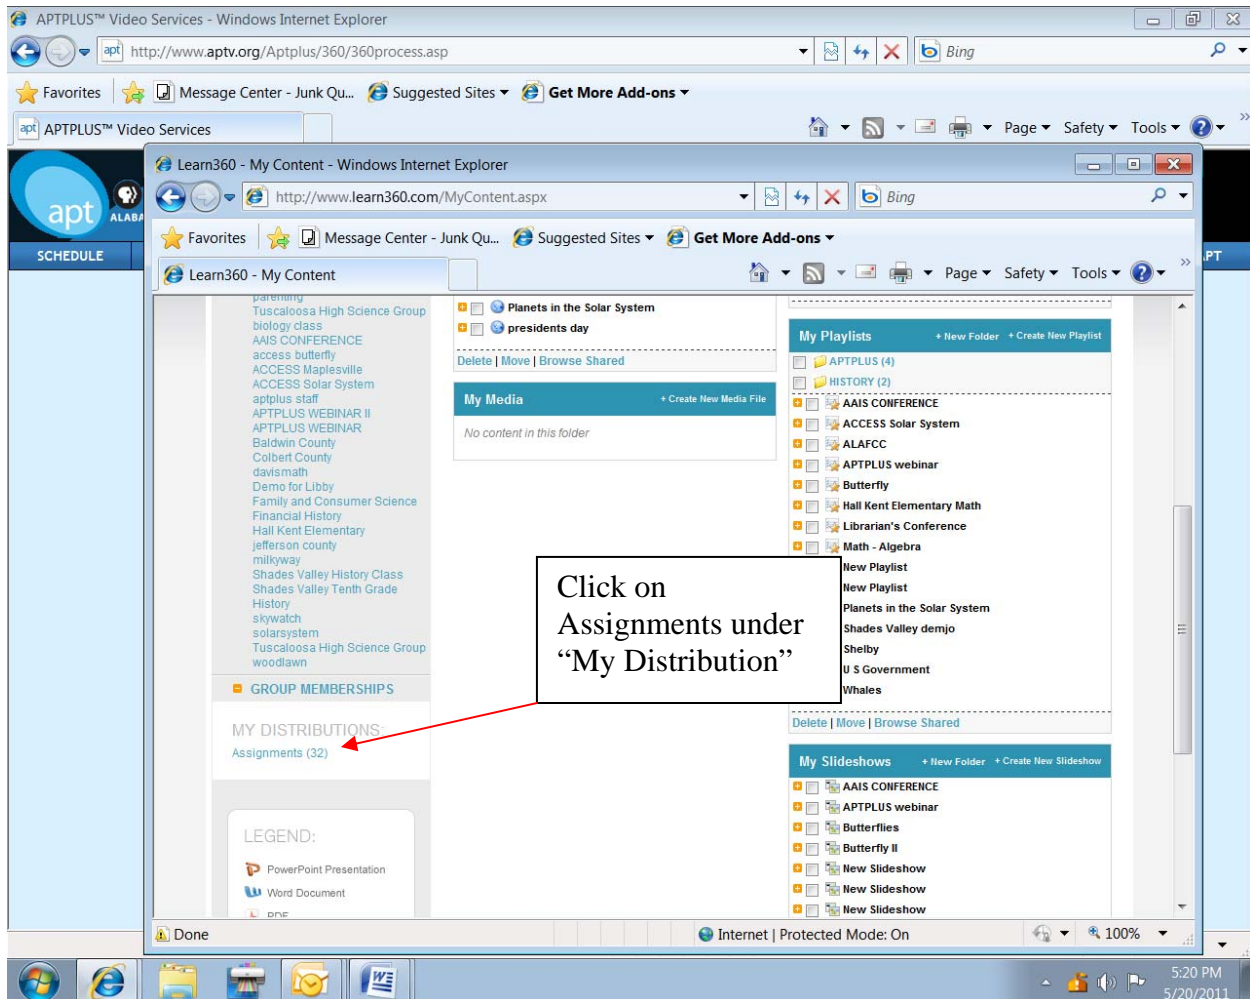 APTPLUS™ Video Services - Windows Internet Explorer
apt http://www.aptv.org/Aptplus/360/360process.asp
Bing
Favorites Message Center - Junk Qu... Suggested Sites Get More Add-ons
apt APTPLUS™ Video Services
Page Safety Tools
apt
ALABA
SCHEDULE
PT
Learn360 - My Content - Windows Internet Explorer
http://www.learn360.com/MyContent.aspx
Bing
Favorites Message Center - Junk Qu... Suggested Sites Get More Add-ons
Learn360 - My Content
Page Safety Tools
parenting
Tuscaloosa High Science Group
biology class
AAIS CONFERENCE
access butterfly
ACCESS Maplesville
ACCESS Solar System
aptplus staff
APTPLUS WEBINAR II
APTPLUS WEBINAR
Baldwin County
Colbert County
davismath
Demo for Libby
Family and Consumer Science
Financial History
Hall Kent Elementary
jefferson county
milkyway
Shades Valley History Class
Shades Valley Tenth Grade
History
skywatch
solarsystem
Tuscaloosa High Science Group
woodlawn
GROUP MEMBERSHIPS
MY DISTRIBUTIONS:
Assignments (32)
LEGEND:
PowerPoint Presentation
Word Document
PDF
Planets in the Solar System
presidents day
Delete | Move | Browse Shared
My Media + Create New Media File
No content in this folder
Click on
Assignments under
“My Distribution”
My Playlists + New Folder + Create New Playlist
APTPLUS (4)
HISTORY (2)
AAIS CONFERENCE
ACCESS Solar System
ALAFCC
APTPLUS webinar
Butterfly
Hall Kent Elementary Math
Librarian's Conference
Math - Algebra
New Playlist
New Playlist
Planets in the Solar System
Shades Valley demjo
Shelby
U S Government
Whales
Delete | Move | Browse Shared
My Slideshows + New Folder + Create New Slideshow
AAIS CONFERENCE
APTPLUS webinar
Butterflies
Butterfly II
New Slideshow
New Slideshow
New Slideshow
Done
Internet | Protected Mode: On
100%
5:20 PM
5/20/2011